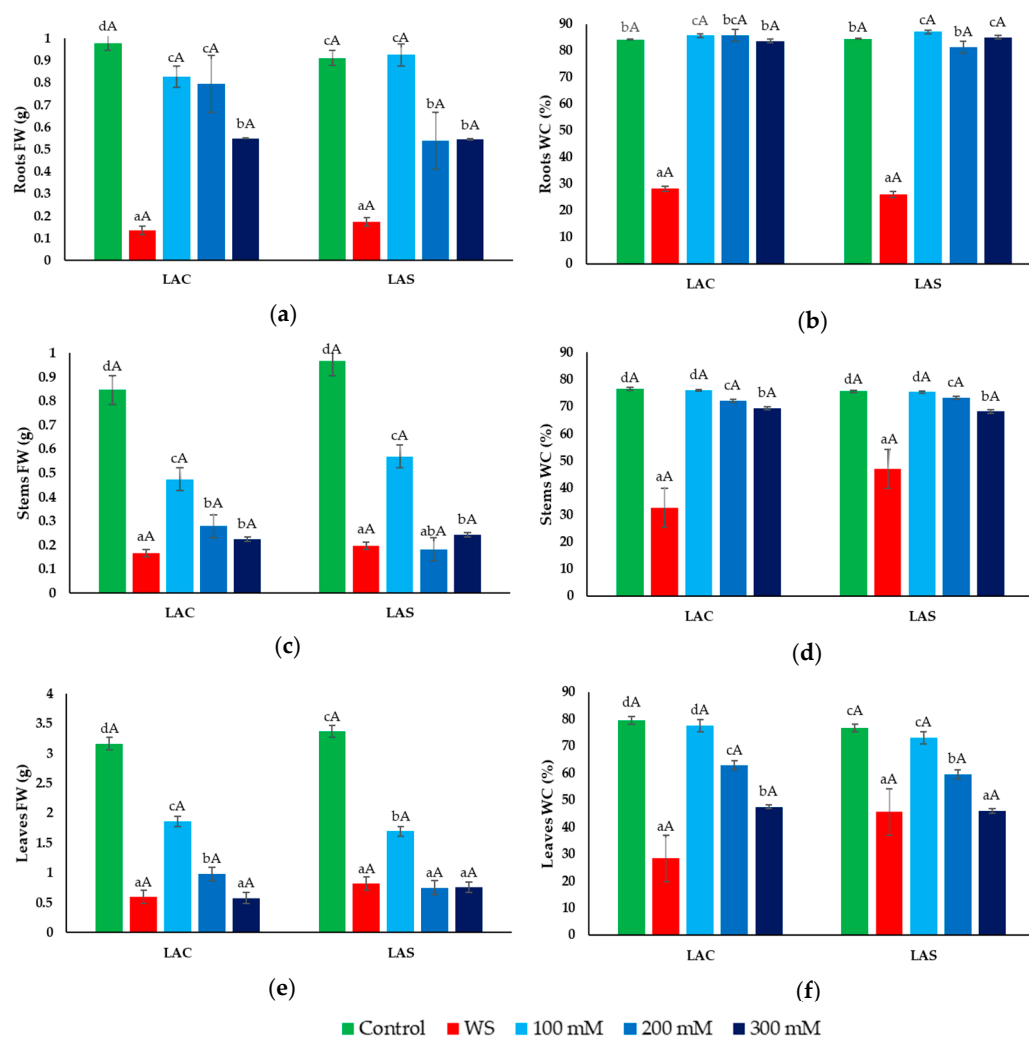 dA cA cA bA cA cA bA bA aA aA
Roots FW (g)
1
0.9
0.8
0.7
0.6
0.5
0.4
0.3
0.2
0.1
0
LAC LAS
(a)
bA cA bcA bA bA cA bA cA aA aA
Roots WC (%)
90
80
70
60
50
40
30
20
10
0
LAC LAS
(b)
dA aA cA bA bA dA aA cA abA bA
Stems FW (g)
1
0.9
0.8
0.7
0.6
0.5
0.4
0.3
0.2
0.1
0
LAC LAS
(c)
dA aA dA cA bA dA aA dA cA bA
Stems WC (%)
90
80
70
60
50
40
30
20
10
0
LAC LAS
(d)
dA aA cA bA aA cA aA bA aA aA
Leaves FW (g)
4
3.5
3
2.5
2
1.5
1
0.5
0
LAC LAS
(e)
dA aA dA cA bA cA aA cA bA aA
Leaves WC (%)
90
80
70
60
50
40
30
20
10
0
LAC LAS
(f)
Control WS 100 mM 200 mM 300 mM